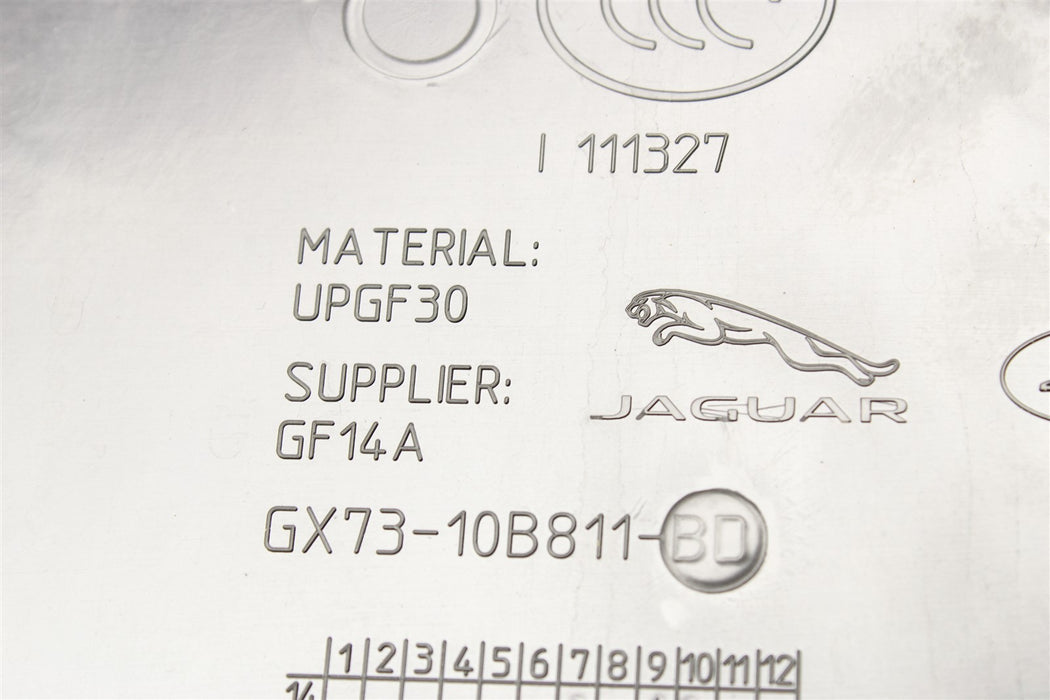 I 111327
MATERIAL:
UPGF30
SUPPLIER:
GF14A
JAGUAR
GX73-10B811-BD
1 2 3 4 5 6 7 8 9 10 11 12
14